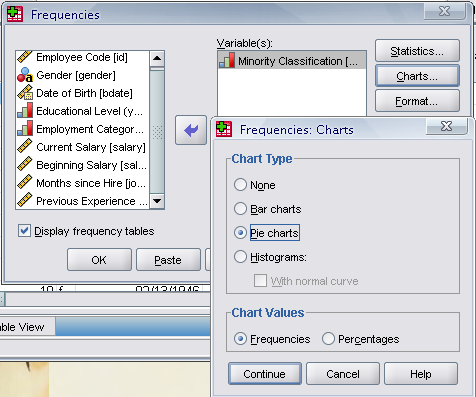 Frequencies
Variable(s):
Employee Code [id]
Gender [gender]
Date of Birth [bdate]
Educational Level (y...
Employment Categor...
Current Salary [salary]
Beginning Salary [sal...
Months since Hire [jo...
Previous Experience ...
Minority Classification [...
Statistics...
Charts...
Format...
Display frequency tables
OK
Paste
02/13/1946
able View
Frequencies: Charts
Chart Type
None
Bar charts
Pie charts
Histograms:
With normal curve
Chart Values
Frequencies
Percentages
Continue
Cancel
Help